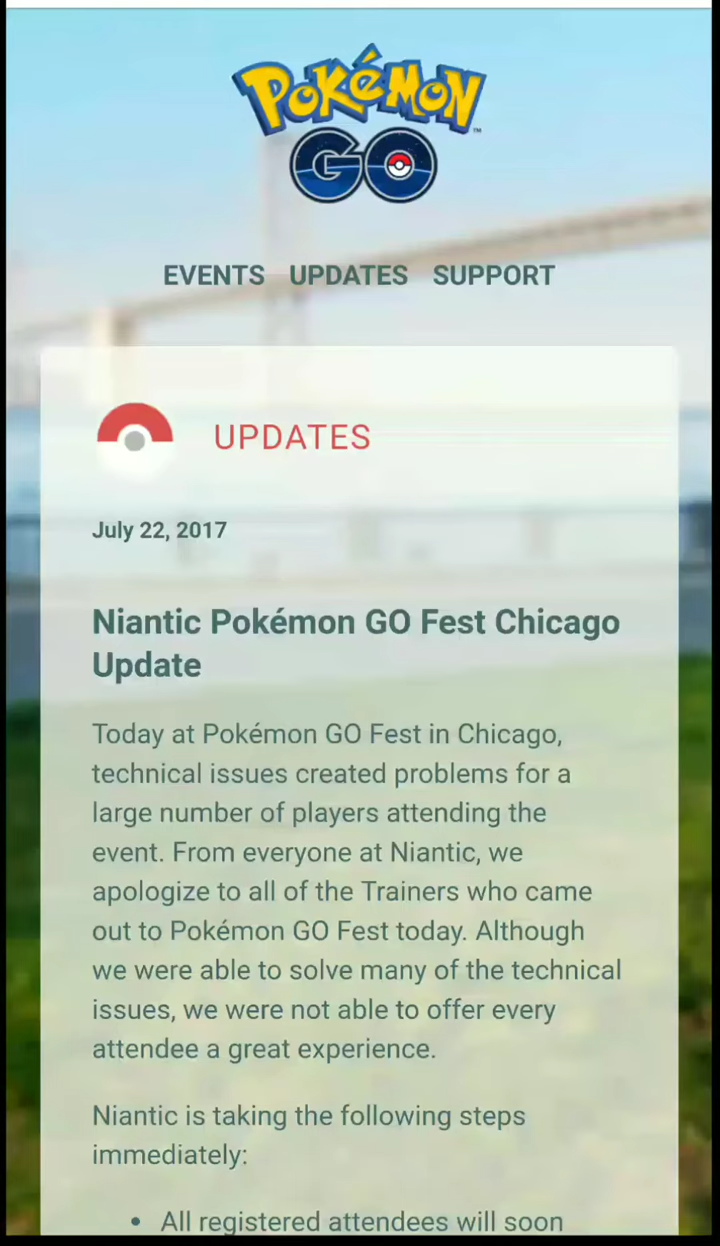 POKÉMON
GO
EVENTS UPDATES SUPPORT
UPDATES
July 22, 2017
Niantic Pokémon GO Fest Chicago
Update
Today at Pokémon GO Fest in Chicago,
technical issues created problems for a
large number of players attending the
event. From everyone at Niantic, we
apologize to all of the Trainers who came
out to Pokémon GO Fest today. Although
we were able to solve many of the technical
issues, we were not able to offer every
attendee a great experience.
Niantic is taking the following steps
immediately:
• All registered attendees will soon